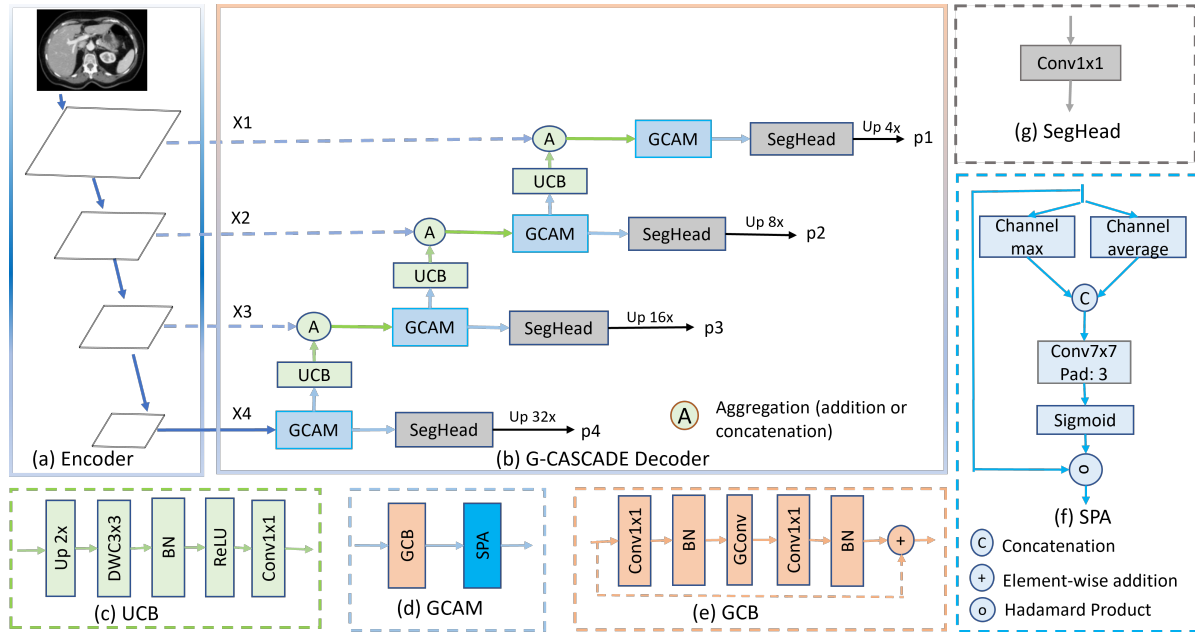 X1
A
GCAM
SegHead
Up 4x
p1
UCB
X2
A
GCAM
SegHead
Up 8x
p2
UCB
X3
A
GCAM
SegHead
Up 16x
p3
UCB
X4
GCAM
SegHead
Up 32x
p4
A
Aggregation (addition or
concatenation)
(a) Encoder
(b) G-CASCADE Decoder
Conv1x1
(g) SegHead
Channel
max
Channel
average
C
Conv7x7
Pad: 3
Sigmoid
o
(f) SPA
C
Concatenation
+
Element-wise addition
o
Hadamard Product
Up 2x
DWC3x3
BN
ReLU
Conv1x1
(c) UCB
GCB
SPA
(d) GCAM
Conv1x1
BN
GConv
Conv1x1
BN
+
(e) GCB